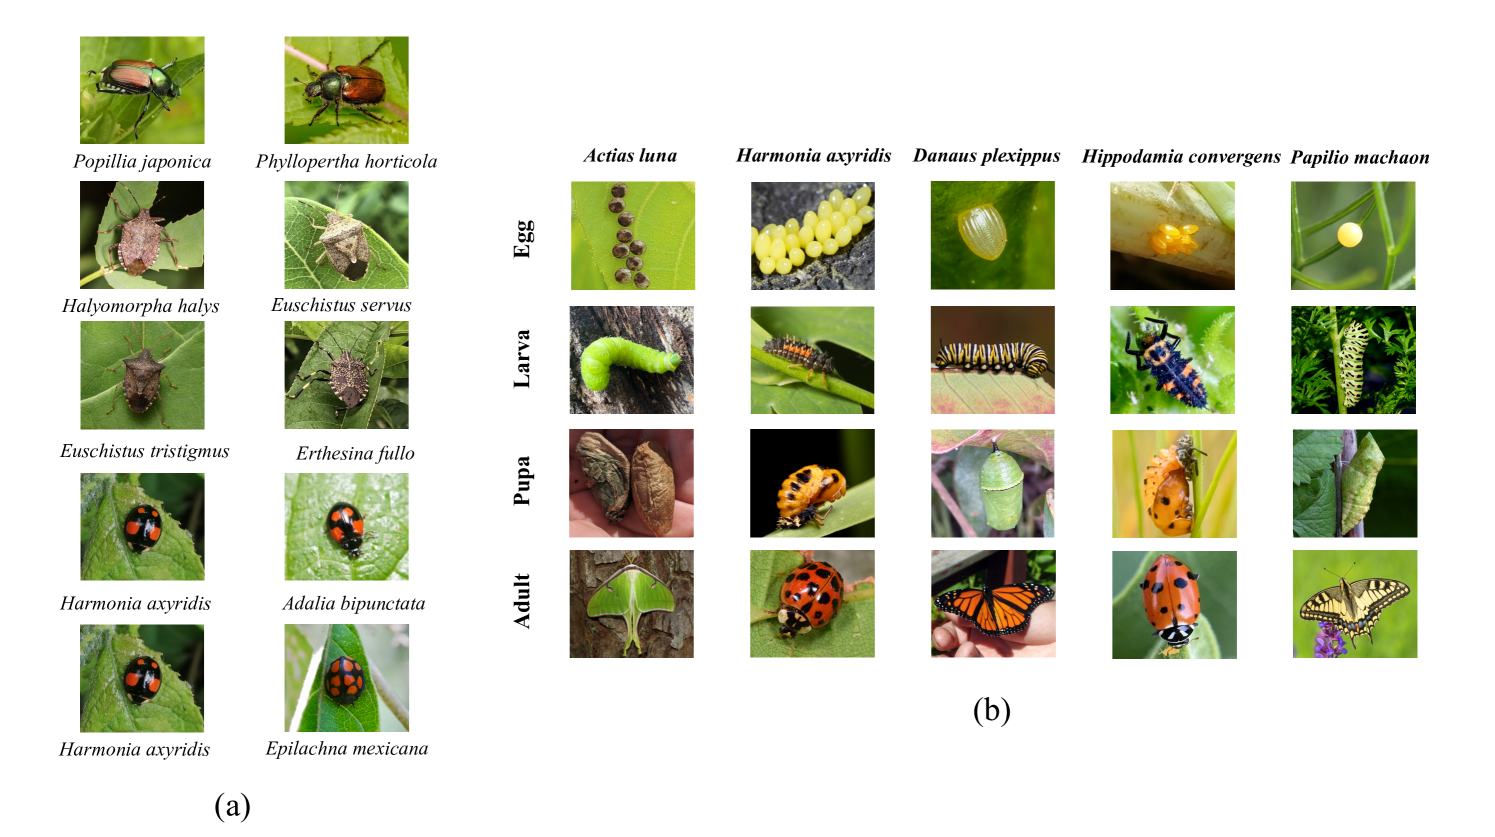 Popillia japonica
Phyllopertha horticola
Halyomorpha halys
Euschistus servus
Euschistus tristigmus
Erthesina fullo
Harmonia axyridis
Adalia bipunctata
Harmonia axyridis
Epilachna mexicana
(a)
Actias luna
Harmonia axyridis
Danaus plexippus
Hippodamia convergens
Papilio machaon
Egg
Larva
Pupa
Adult
(b)